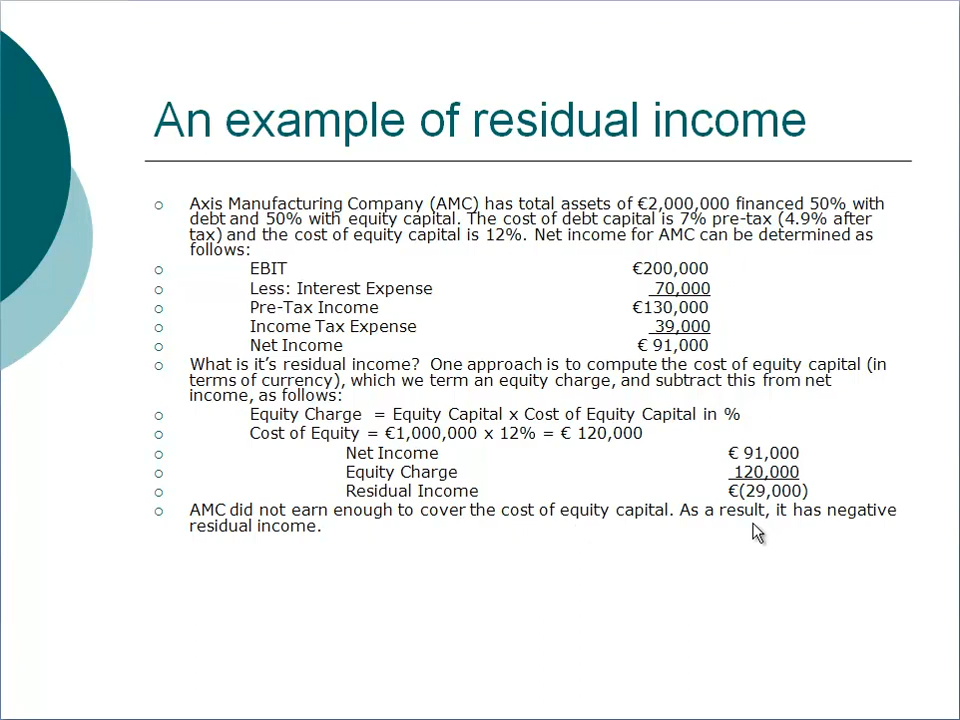 An example of residual income
Axis Manufacturing Company (AMC) has total assets of €2,000,000 financed 50% with
debt and 50% with equity capital. The cost of debt capital is 7% pre-tax (4.9% after
tax) and the cost of equity capital is 12%. Net income for AMC can be determined as
follows:
EBIT €200,000
Less: Interest Expense 70,000
Pre-Tax Income €130,000
Income Tax Expense 39,000
Net Income € 91,000
What is it's residual income? One approach is to compute the cost of equity capital (in
terms of currency), which we term an equity charge, and subtract this from net
income, as follows:
Equity Charge = Equity Capital x Cost of Equity Capital in %
Cost of Equity = €1,000,000 x 12% = € 120,000
Net Income € 91,000
Equity Charge 120,000
Residual Income €(29,000)
AMC did not earn enough to cover the cost of equity capital. As a result, it has negative
residual income.